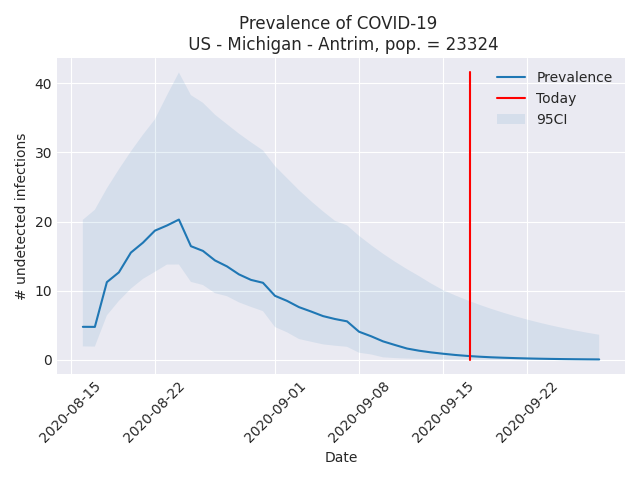 Prevalence of COVID-19
US - Michigan - Antrim, pop. = 23324
# undetected infections
40
30
20
10
0
Prevalence
Today
95CI
2020-08-15
2020-08-22
2020-09-01
2020-09-08
2020-09-15
2020-09-22
Date